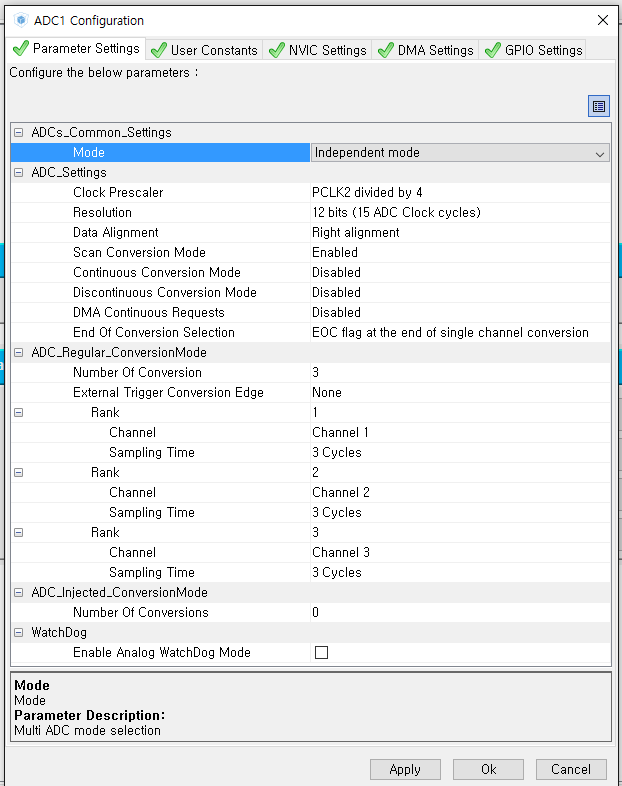 ADC1 Configuration
Parameter Settings User Constants NVIC Settings DMA Settings GPIO Settings
Configure the below parameters :
ADCs_Common_Settings
Mode Independent mode
ADC_Settings
Clock Prescaler PCLK2 divided by 4
Resolution 12 bits (15 ADC Clock cycles)
Data Alignment Right alignment
Scan Conversion Mode Enabled
Continuous Conversion Mode Disabled
Discontinuous Conversion Mode Disabled
DMA Continuous Requests Disabled
End Of Conversion Selection EOC flag at the end of single channel conversion
ADC_Regular_ConversionMode
Number Of Conversion 3
External Trigger Conversion Edge None
Rank 1
Channel Channel 1
Sampling Time 3 Cycles
Rank 2
Channel Channel 2
Sampling Time 3 Cycles
Rank 3
Channel Channel 3
Sampling Time 3 Cycles
ADC_Injected_ConversionMode
Number Of Conversions 0
WatchDog
Enable Analog WatchDog Mode
Mode
Mode
Parameter Description:
Multi ADC mode selection
Apply Ok Cancel